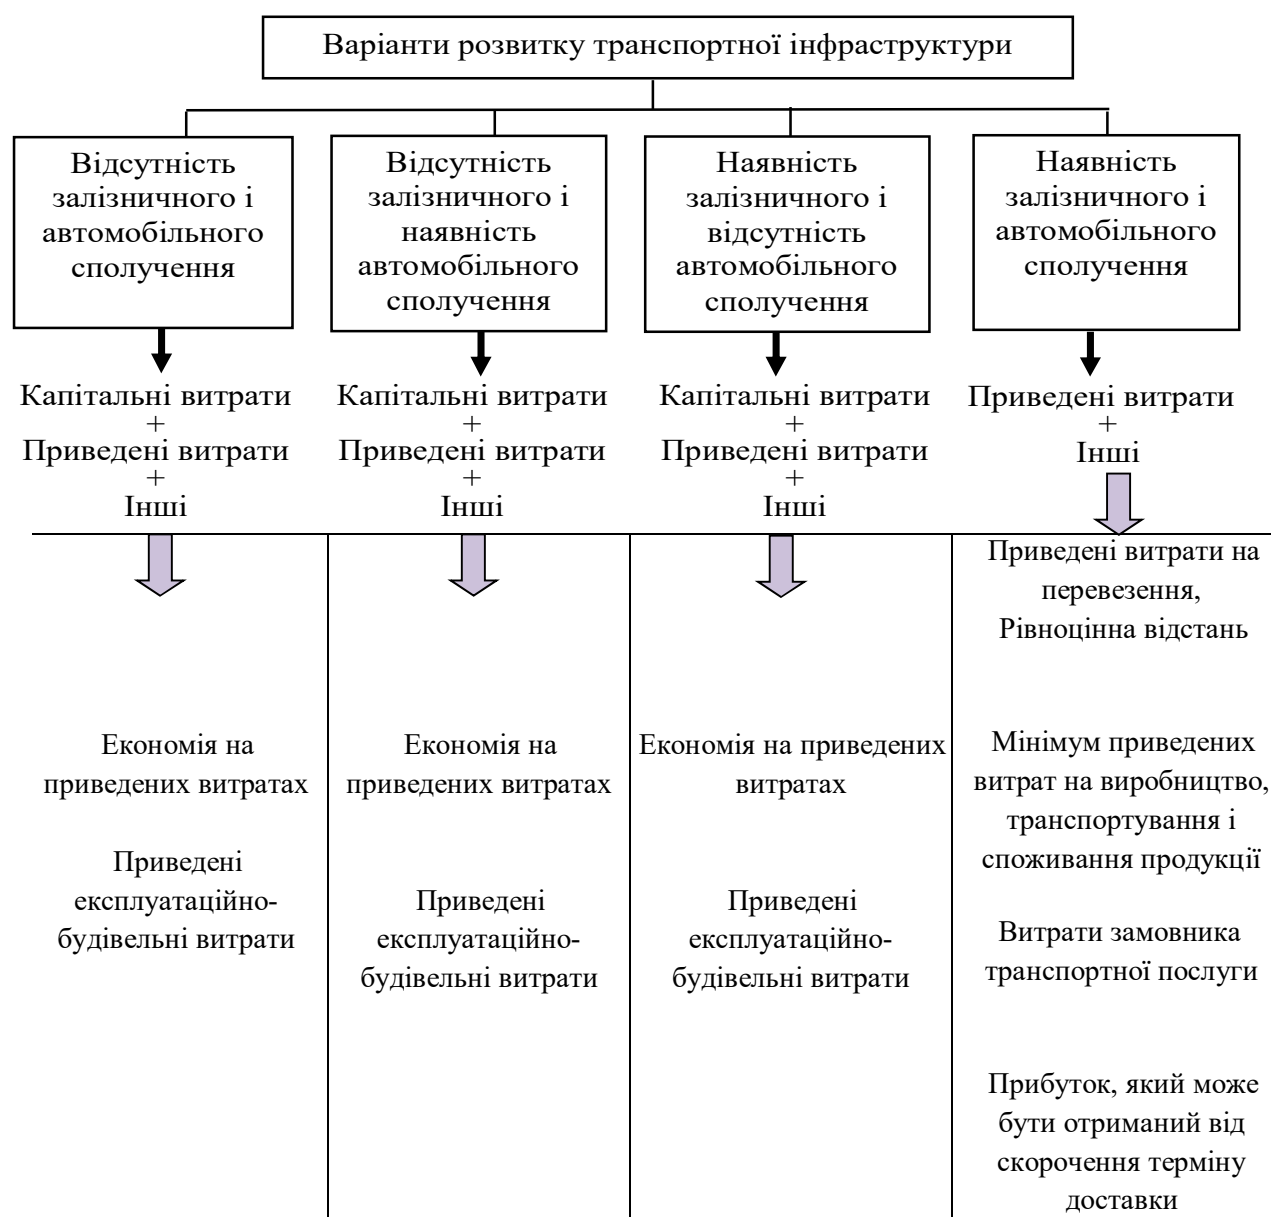 Варіанти розвитку транспортної інфраструктури
Відсутність
залізничного і
автомобільного
сполучення
Відсутність
залізничного і
наявність
автомобільного
сполучення
Наявність
залізничного і
відсутність
автомобільного
сполучення
Наявність
залізничного і
автомобільного
сполучення
Капітальні витрати
+
Приведені витрати
+
Інші
Капітальні витрати
+
Приведені витрати
+
Інші
Капітальні витрати
+
Приведені витрати
+
Інші
Приведені витрати
+
Інші
Економія на
приведених витратах
Приведені
експлуатаційно-
будівельні витрати
Економія на
приведених витратах
Приведені
експлуатаційно-
будівельні витрати
Економія на приведених
витратах
Приведені
експлуатаційно-
будівельні витрати
Приведені витрати на
перевезення,
Рівноцінна відстань
Мінімум приведених
витрат на виробництво,
транспортування і
споживання продукції
Витрати замовника
транспортної послуги
Прибуток, який може
бути отриманий від
скорочення терміну
доставки